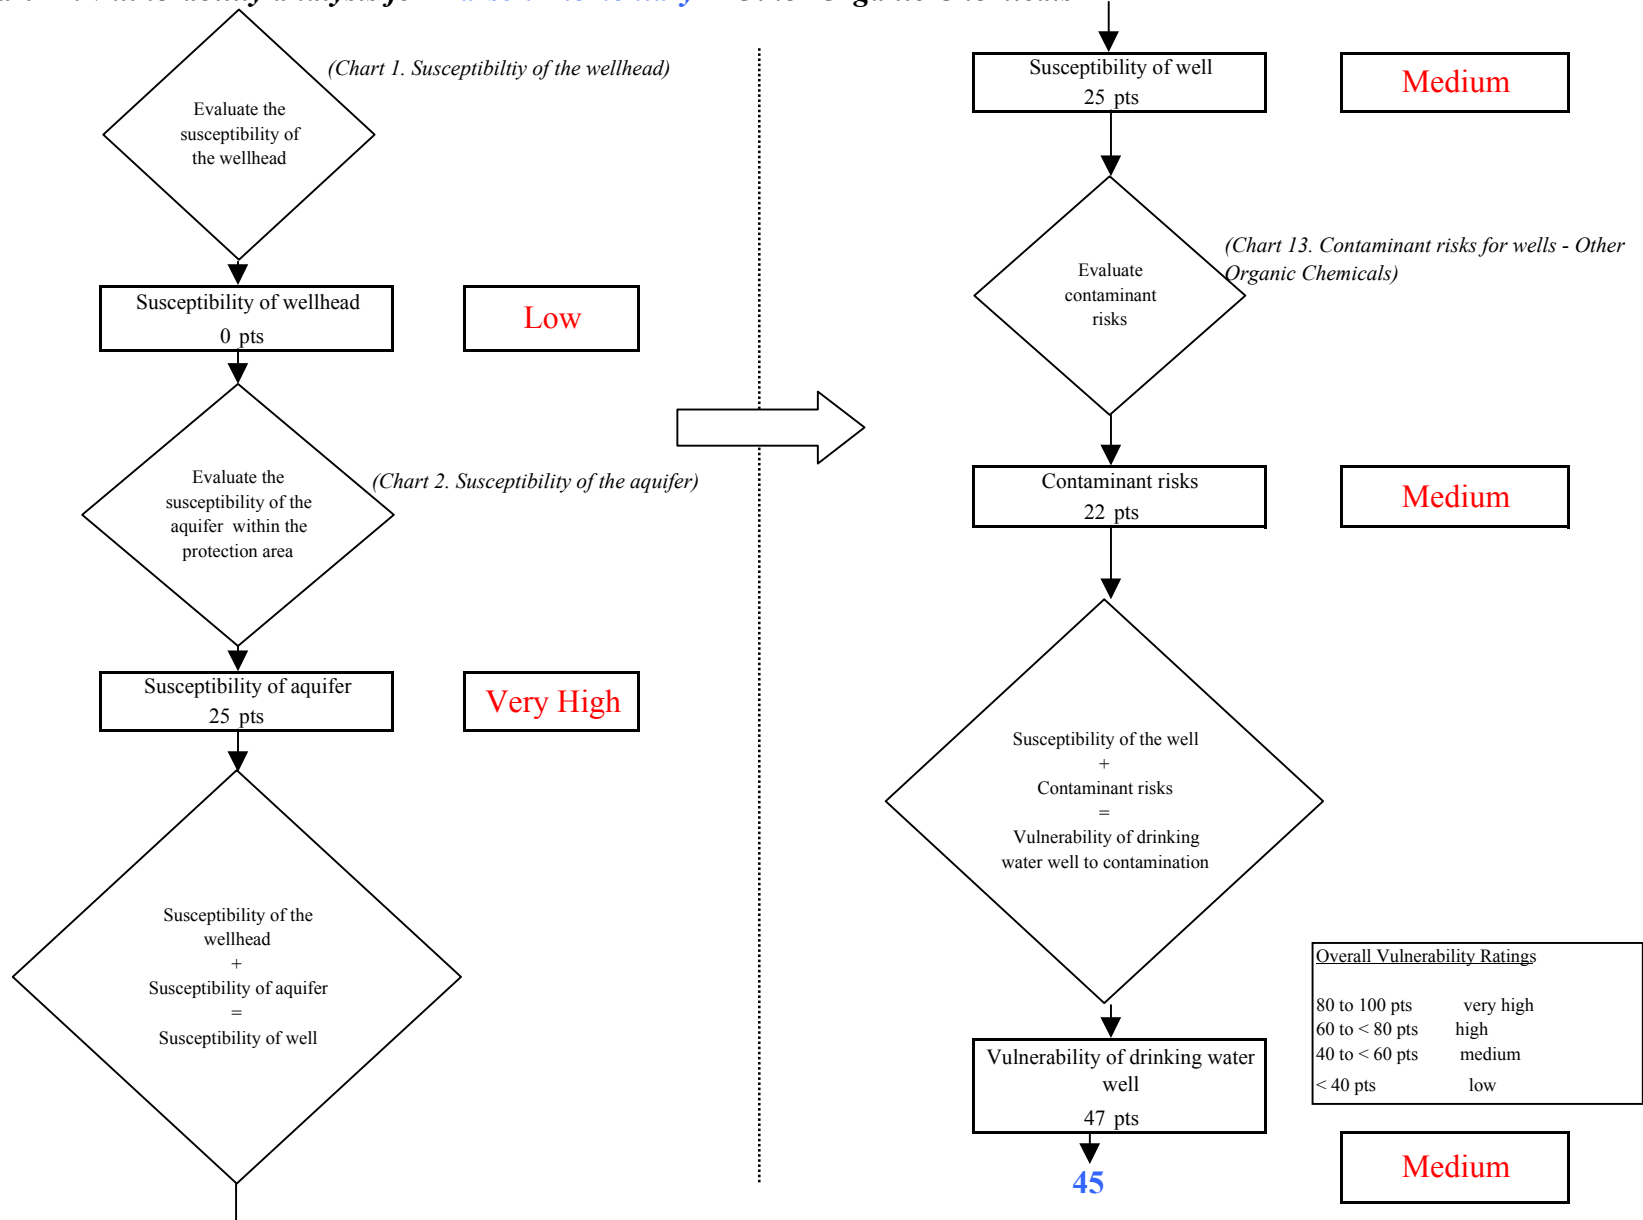 (Chart 1. Susceptibiltiy of the wellhead)
Evaluate the
susceptibility of
the wellhead
Susceptibility of wellhead
0 pts
Low
(Chart 2. Susceptibility of the aquifer)
Evaluate the
susceptibility of the
aquifer within the
protection area
Susceptibility of aquifer
25 pts
Very High
Susceptibility of the
wellhead
+
Susceptibility of aquifer
=
Susceptibility of well
Susceptibility of well
25 pts
Medium
(Chart 13. Contaminant risks for wells - Other
Organic Chemicals)
Evaluate
contaminant
risks
Contaminant risks
22 pts
Medium
Susceptibility of the well
+
Contaminant risks
=
Vulnerability of drinking
water well to contamination
Vulnerability of drinking water
well
47 pts
45
Overall Vulnerability Ratings
80 to 100 pts very high
60 to < 80 pts high
40 to < 60 pts medium
< 40 pts low
Medium